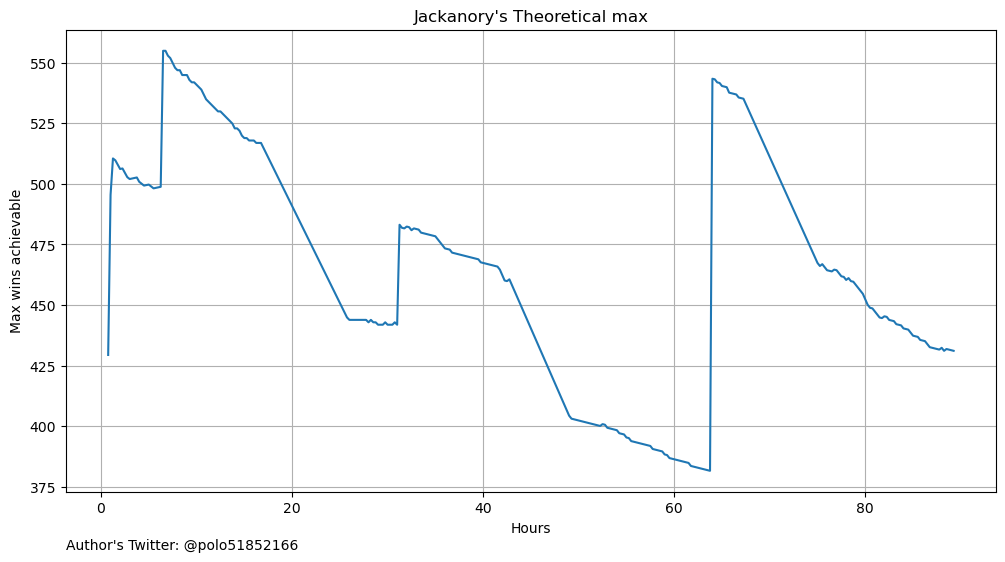 Jackanory's Theoretical max
550
525
500
475
450
425
400
375
Max wins achievable
0 20 40 60 80
Hours
Author's Twitter: @polo51852166